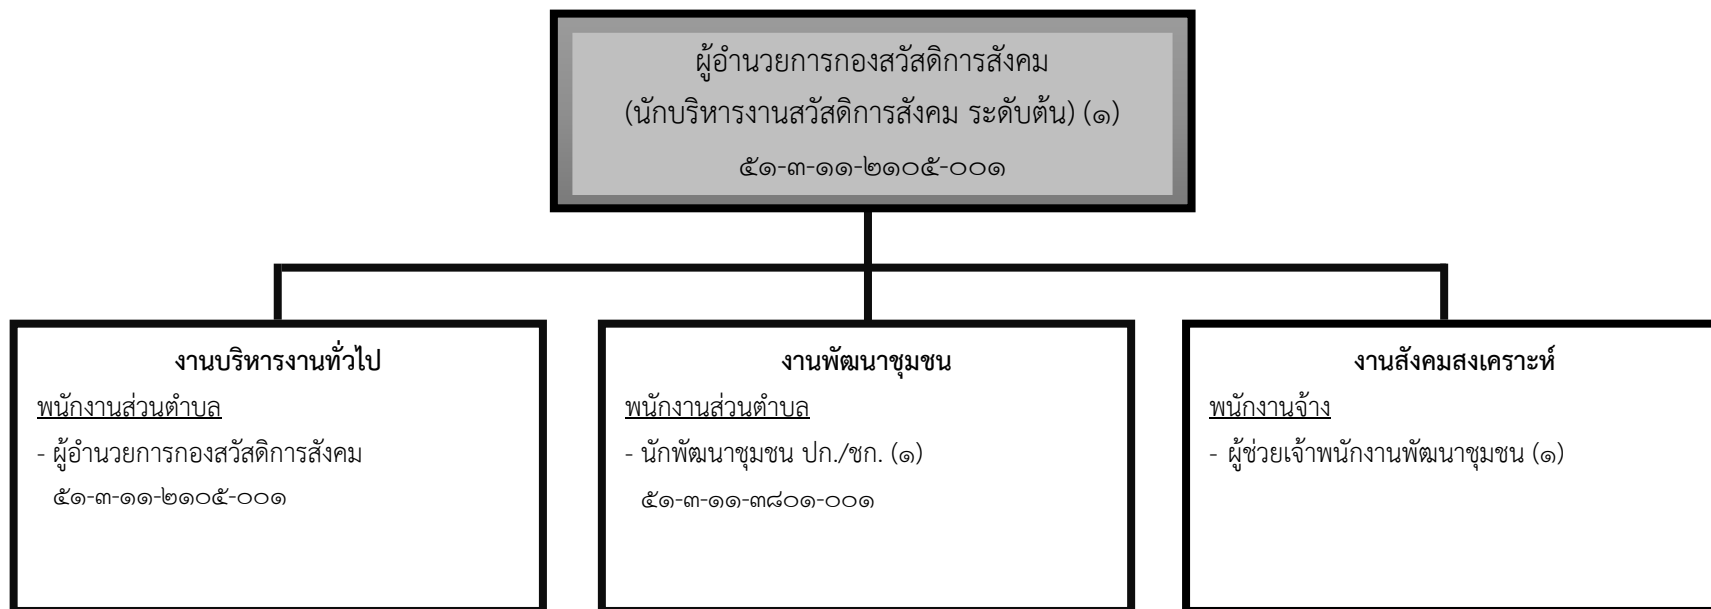 ผู้อำนวยการกองสวัสดิการสังคม
(นักบริหารงานสวัสดิการสังคม ระดับต้น) (๑)
๕๑-๓-๑๑-๒๑๐๕-๐๐๑
งานบริหารงานทั่วไป
พนักงานส่วนตำบล
- ผู้อำนวยการกองสวัสดิการสังคม
๕๑-๓-๑๑-๒๑๐๕-๐๐๑
งานพัฒนาชุมชน
พนักงานส่วนตำบล
- นักพัฒนาชุมชน ปก./ชก. (๑)
๕๑-๓-๑๑-๓๘๐๑-๐๐๑
งานสังคมสงเคราะห์
พนักงานจ้าง
- ผู้ช่วยเจ้าพนักงานพัฒนาชุมชน (๑)